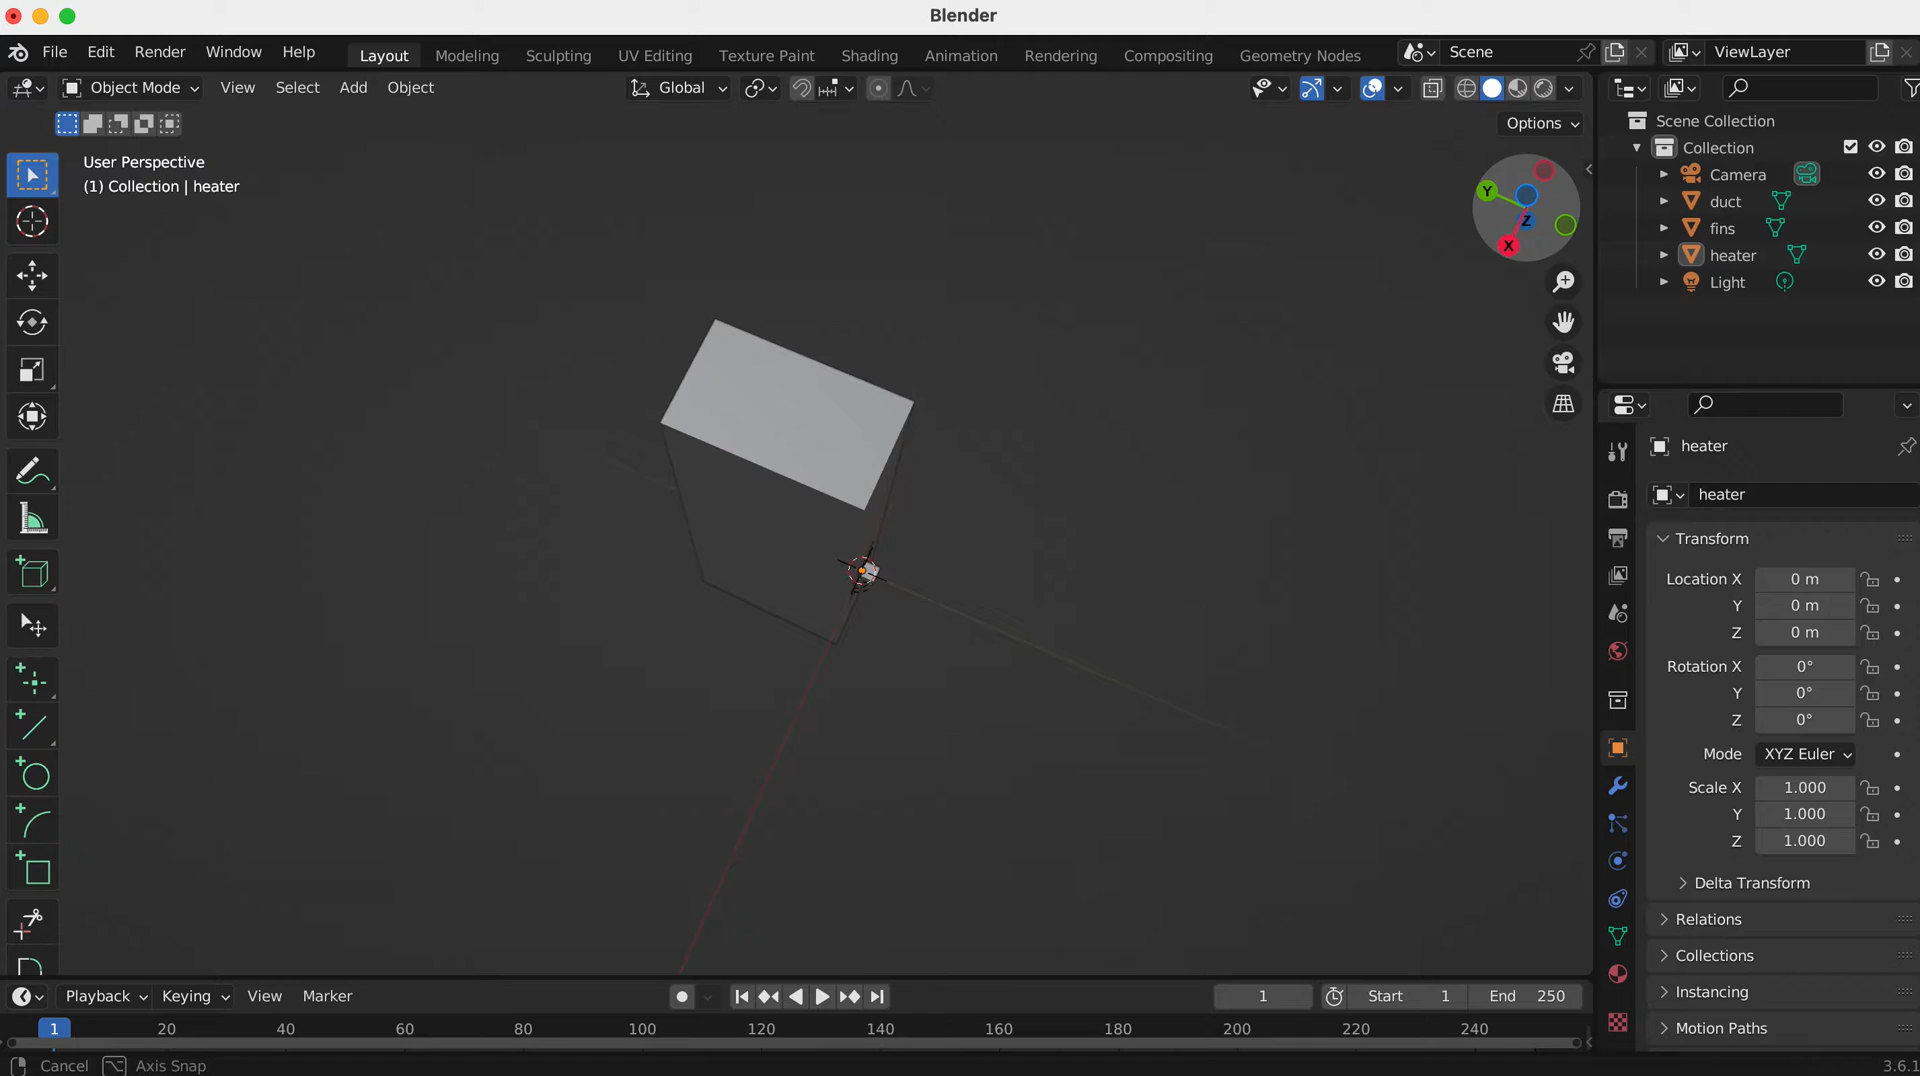 Blender
File Edit Render Window Help Layout Modeling Sculpting UV Editing Texture Paint Shading Animation Rendering Compositing Geometry Nodes Scene ViewLayer
Object Mode View Select Add Object Global
Options
User Perspective
(1) Collection | heater
Y
Z
X
Scene Collection
Collection
Camera
duct
fins
heater
Light
heater
heater
Transform
Location X 0 m
Y 0 m
Z 0 m
Rotation X 0°
Y 0°
Z 0°
Mode XYZ Euler
Scale X 1.000
Y 1.000
Z 1.000
Delta Transform
Relations
Collections
Instancing
Motion Paths
Playback Keying View Marker 1 Start 1 End 250
1 20 40 60 80 100 120 140 160 180 200 220 240
Cancel Axis Snap 3.6.1